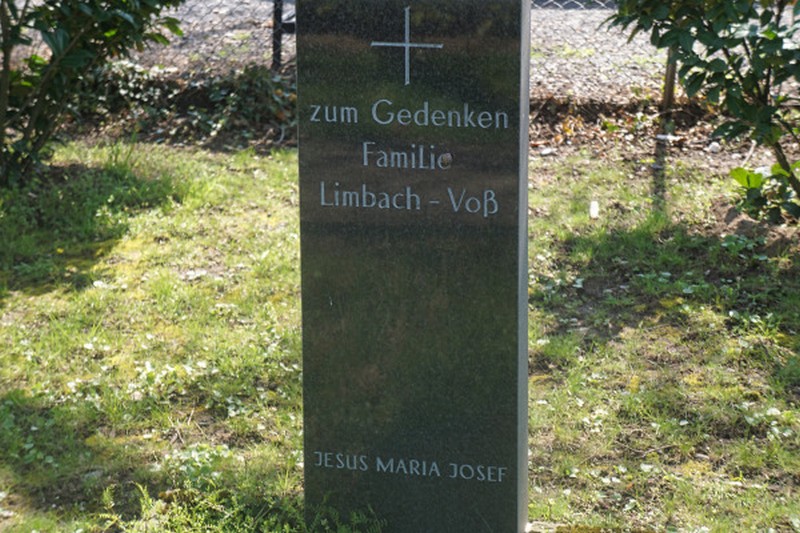 zum Gedenken
Familie
Limbach - Voß
JESUS MARIA JOSEF